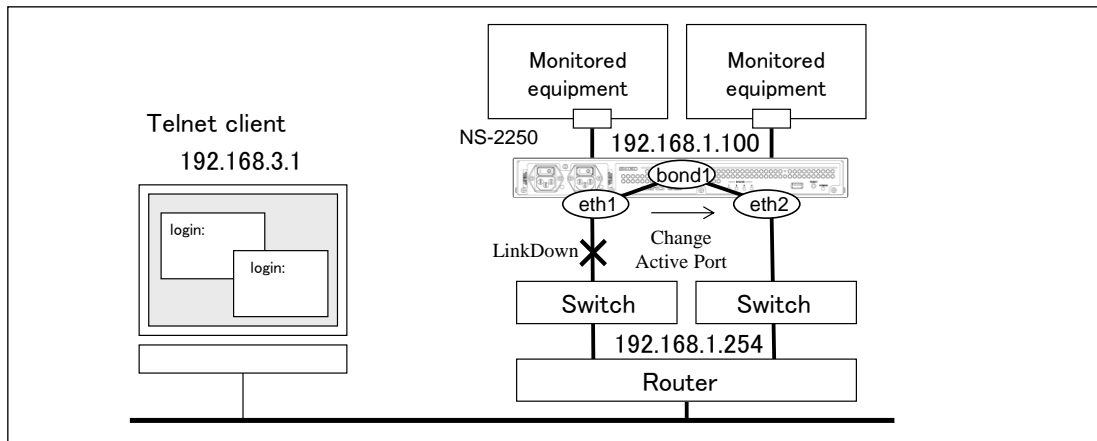 Monitored
equipment
Monitored
equipment
Telnet client
192.168.3.1
NS-2250
192.168.1.100
bond1
eth1
eth2
login:
login:
LinkDown
Change
Active Port
Switch
Switch
192.168.1.254
Router